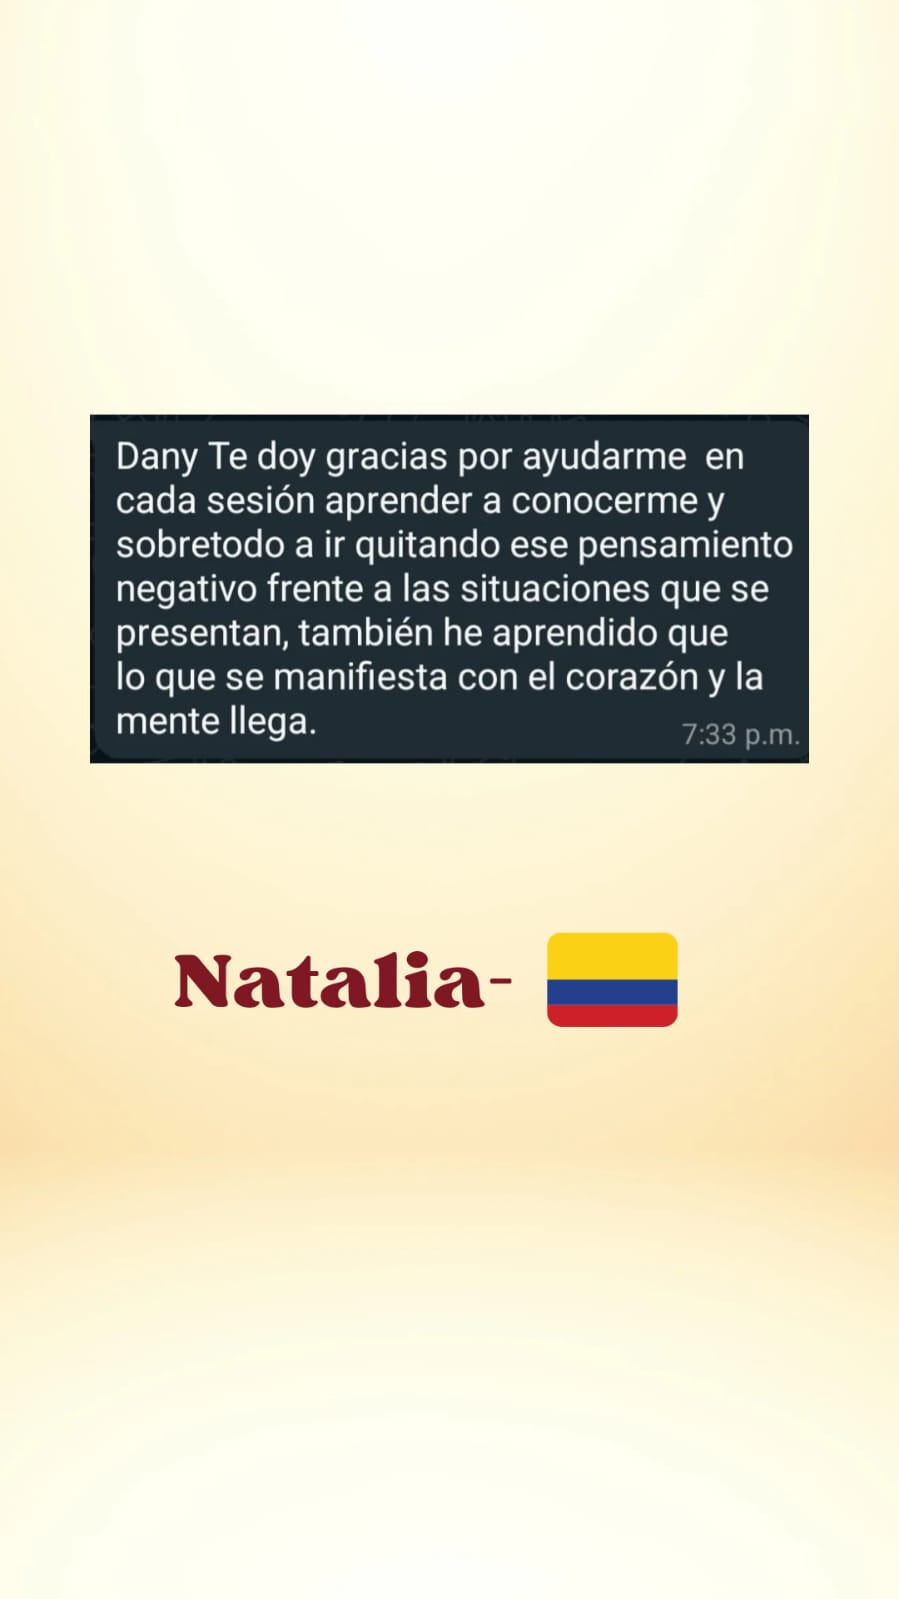 Dany Te doy gracias por ayudarme  en
cada sesión aprender a conocerme y
sobretodo a ir quitando ese pensamiento
negativo frente a las situaciones que se
presentan, también he aprendido que
lo que se manifiesta con el corazón y la
mente llega.
7:33 p.m.
Natalia-